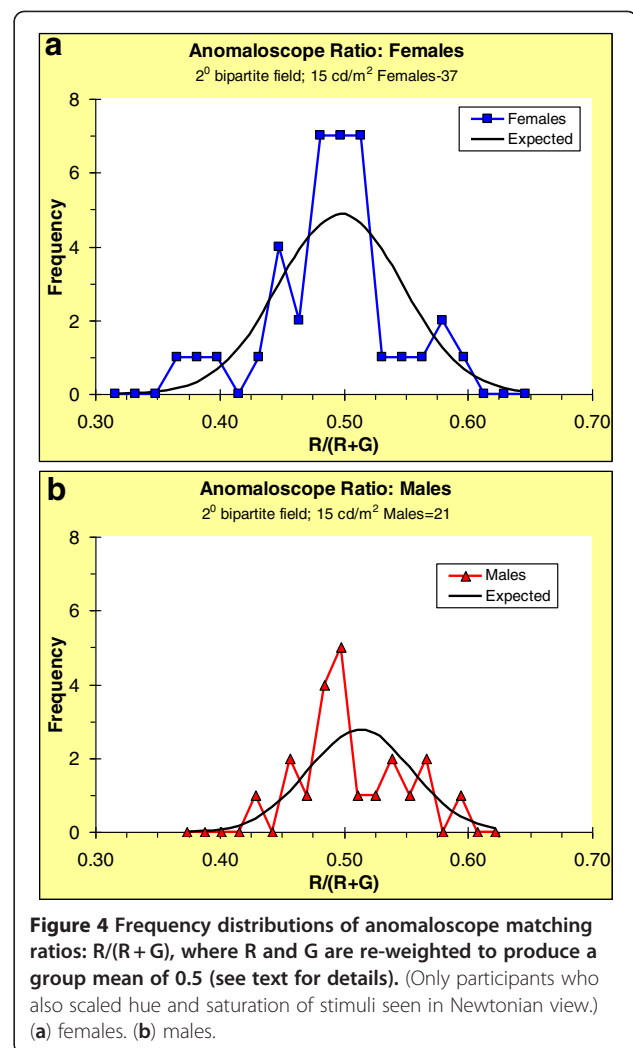 a
Anomaloscope Ratio: Females
2⁰ bipartite field; 15 cd/m² Females-37
Females
Expected
8
6
4
2
0
Frequency
0.30 0.40 0.50 0.60 0.70
R/(R+G)
b
Anomaloscope Ratio: Males
2⁰ bipartite field; 15 cd/m² Males=21
Males
Expected
8
6
4
2
0
Frequency
0.30 0.40 0.50 0.60 0.70
R/(R+G)
Figure 4 Frequency distributions of anomaloscope matching
ratios: R/(R + G), where R and G are re-weighted to produce a
group mean of 0.5 (see text for details). (Only participants who
also scaled hue and saturation of stimuli seen in Newtonian view.)
(a) females. (b) males.